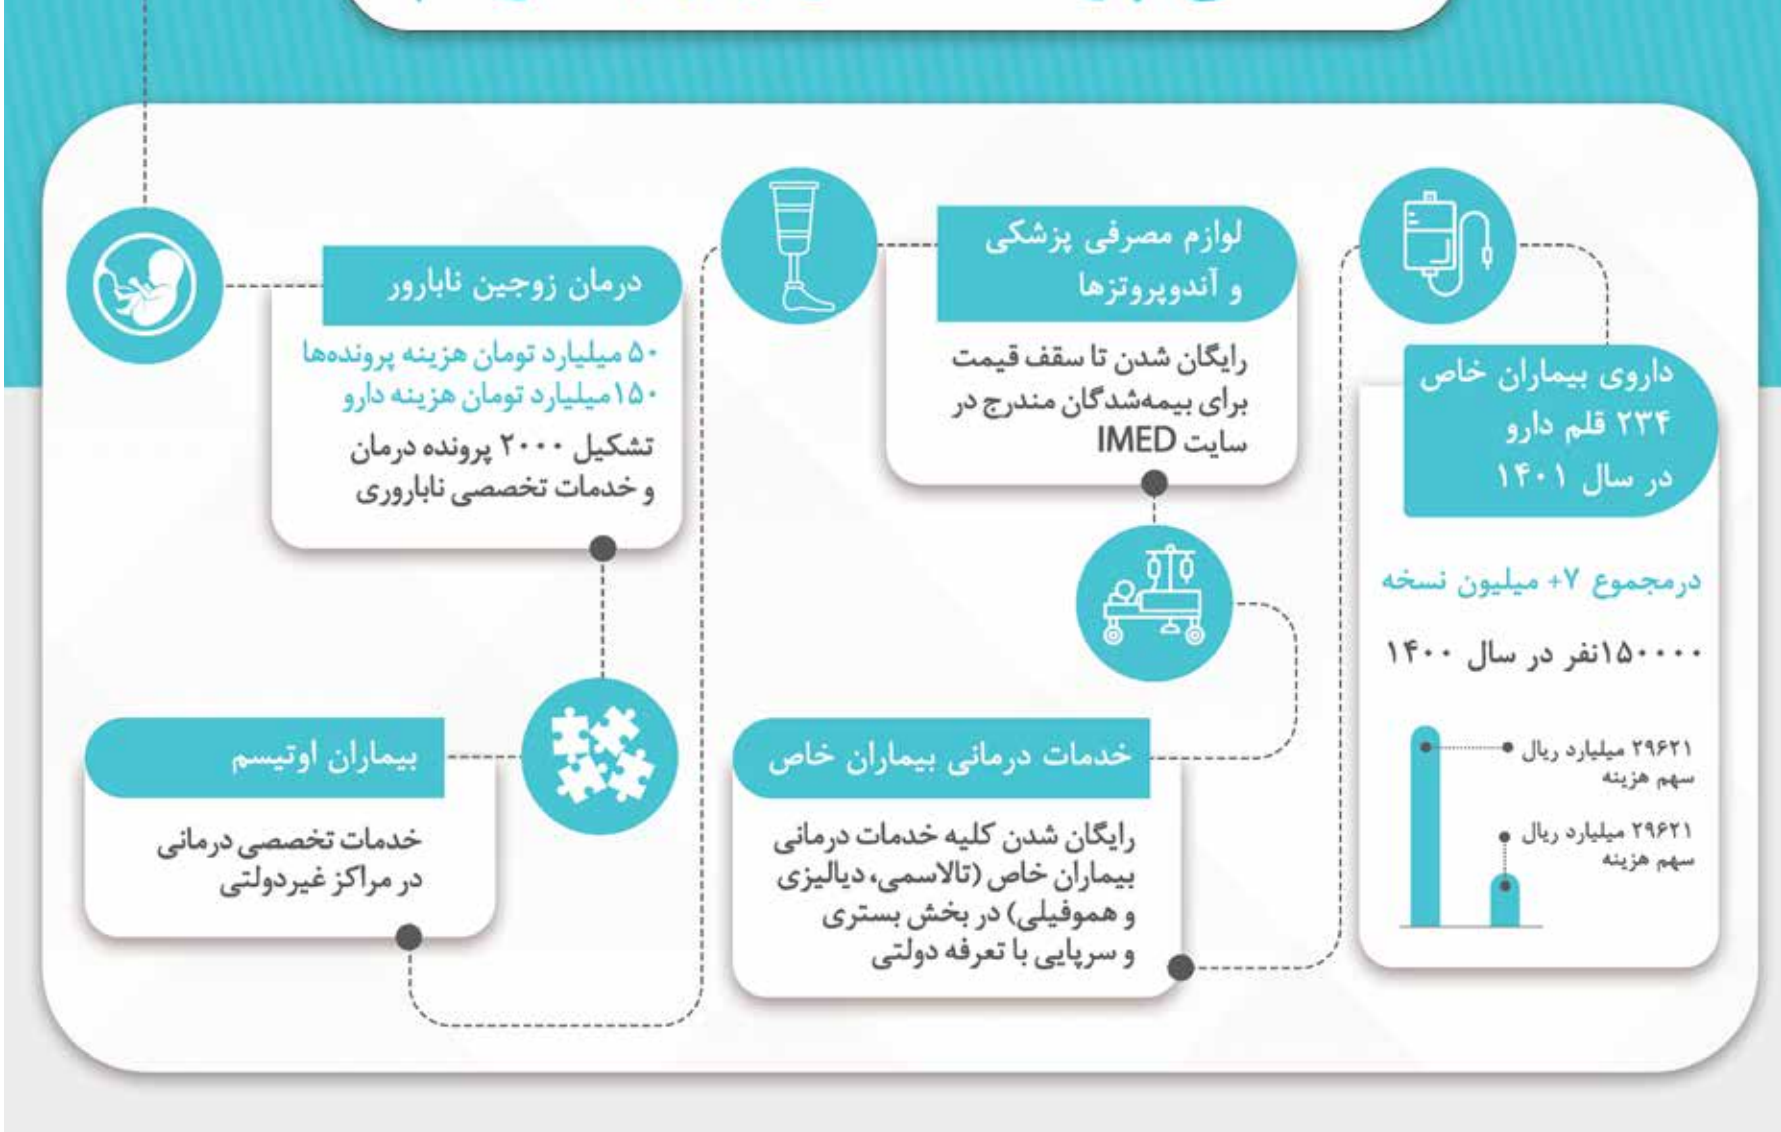 داروی بیماران خاص
۲۳۴ قلم دارو
در سال ۱۴۰۱
درمجموع ۷+ میلیون نسخه
۱۵۰۰۰۰نفر در سال ۱۴۰۰
۲۹۶۲۱ میلیارد ریال
سهم هزینه
۲۹۶۲۱ میلیارد ریال
سهم هزینه
لوازم مصرفی پزشکی
و آندوپروتزها
رایگان شدن تا سقف قیمت
برای بیمه‌شدگان مندرج در
سایت IMED
خدمات درمانی بیماران خاص
رایگان شدن کلیه خدمات درمانی
بیماران خاص (تالاسمی، دیالیزی
و هموفیلی) در بخش بستری
و سرپایی با تعرفه دولتی
درمان زوجین نابارور
۵۰ میلیارد تومان هزینه پرونده‌ها
۱۵۰میلیارد تومان هزینه دارو
تشکیل ۲۰۰۰ پرونده درمان
و خدمات تخصصی ناباروری
بیماران اوتیسم
خدمات تخصصی درمانی
در مراکز غیردولتی